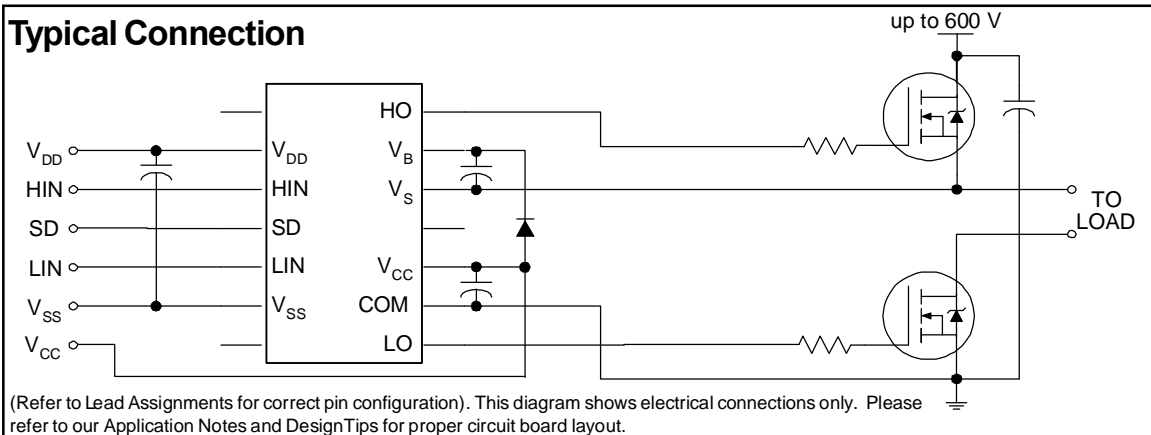 Typical Connection
up to 600 V
HO
V_DD
V_DD
V_B
HIN
HIN
V_S
TO
LOAD
SD
SD
LIN
LIN
V_CC
V_SS
V_SS
COM
V_CC
LO
(Refer to Lead Assignments for correct pin configuration). This diagram shows electrical connections only. Please
refer to our Application Notes and DesignTips for proper circuit board layout.